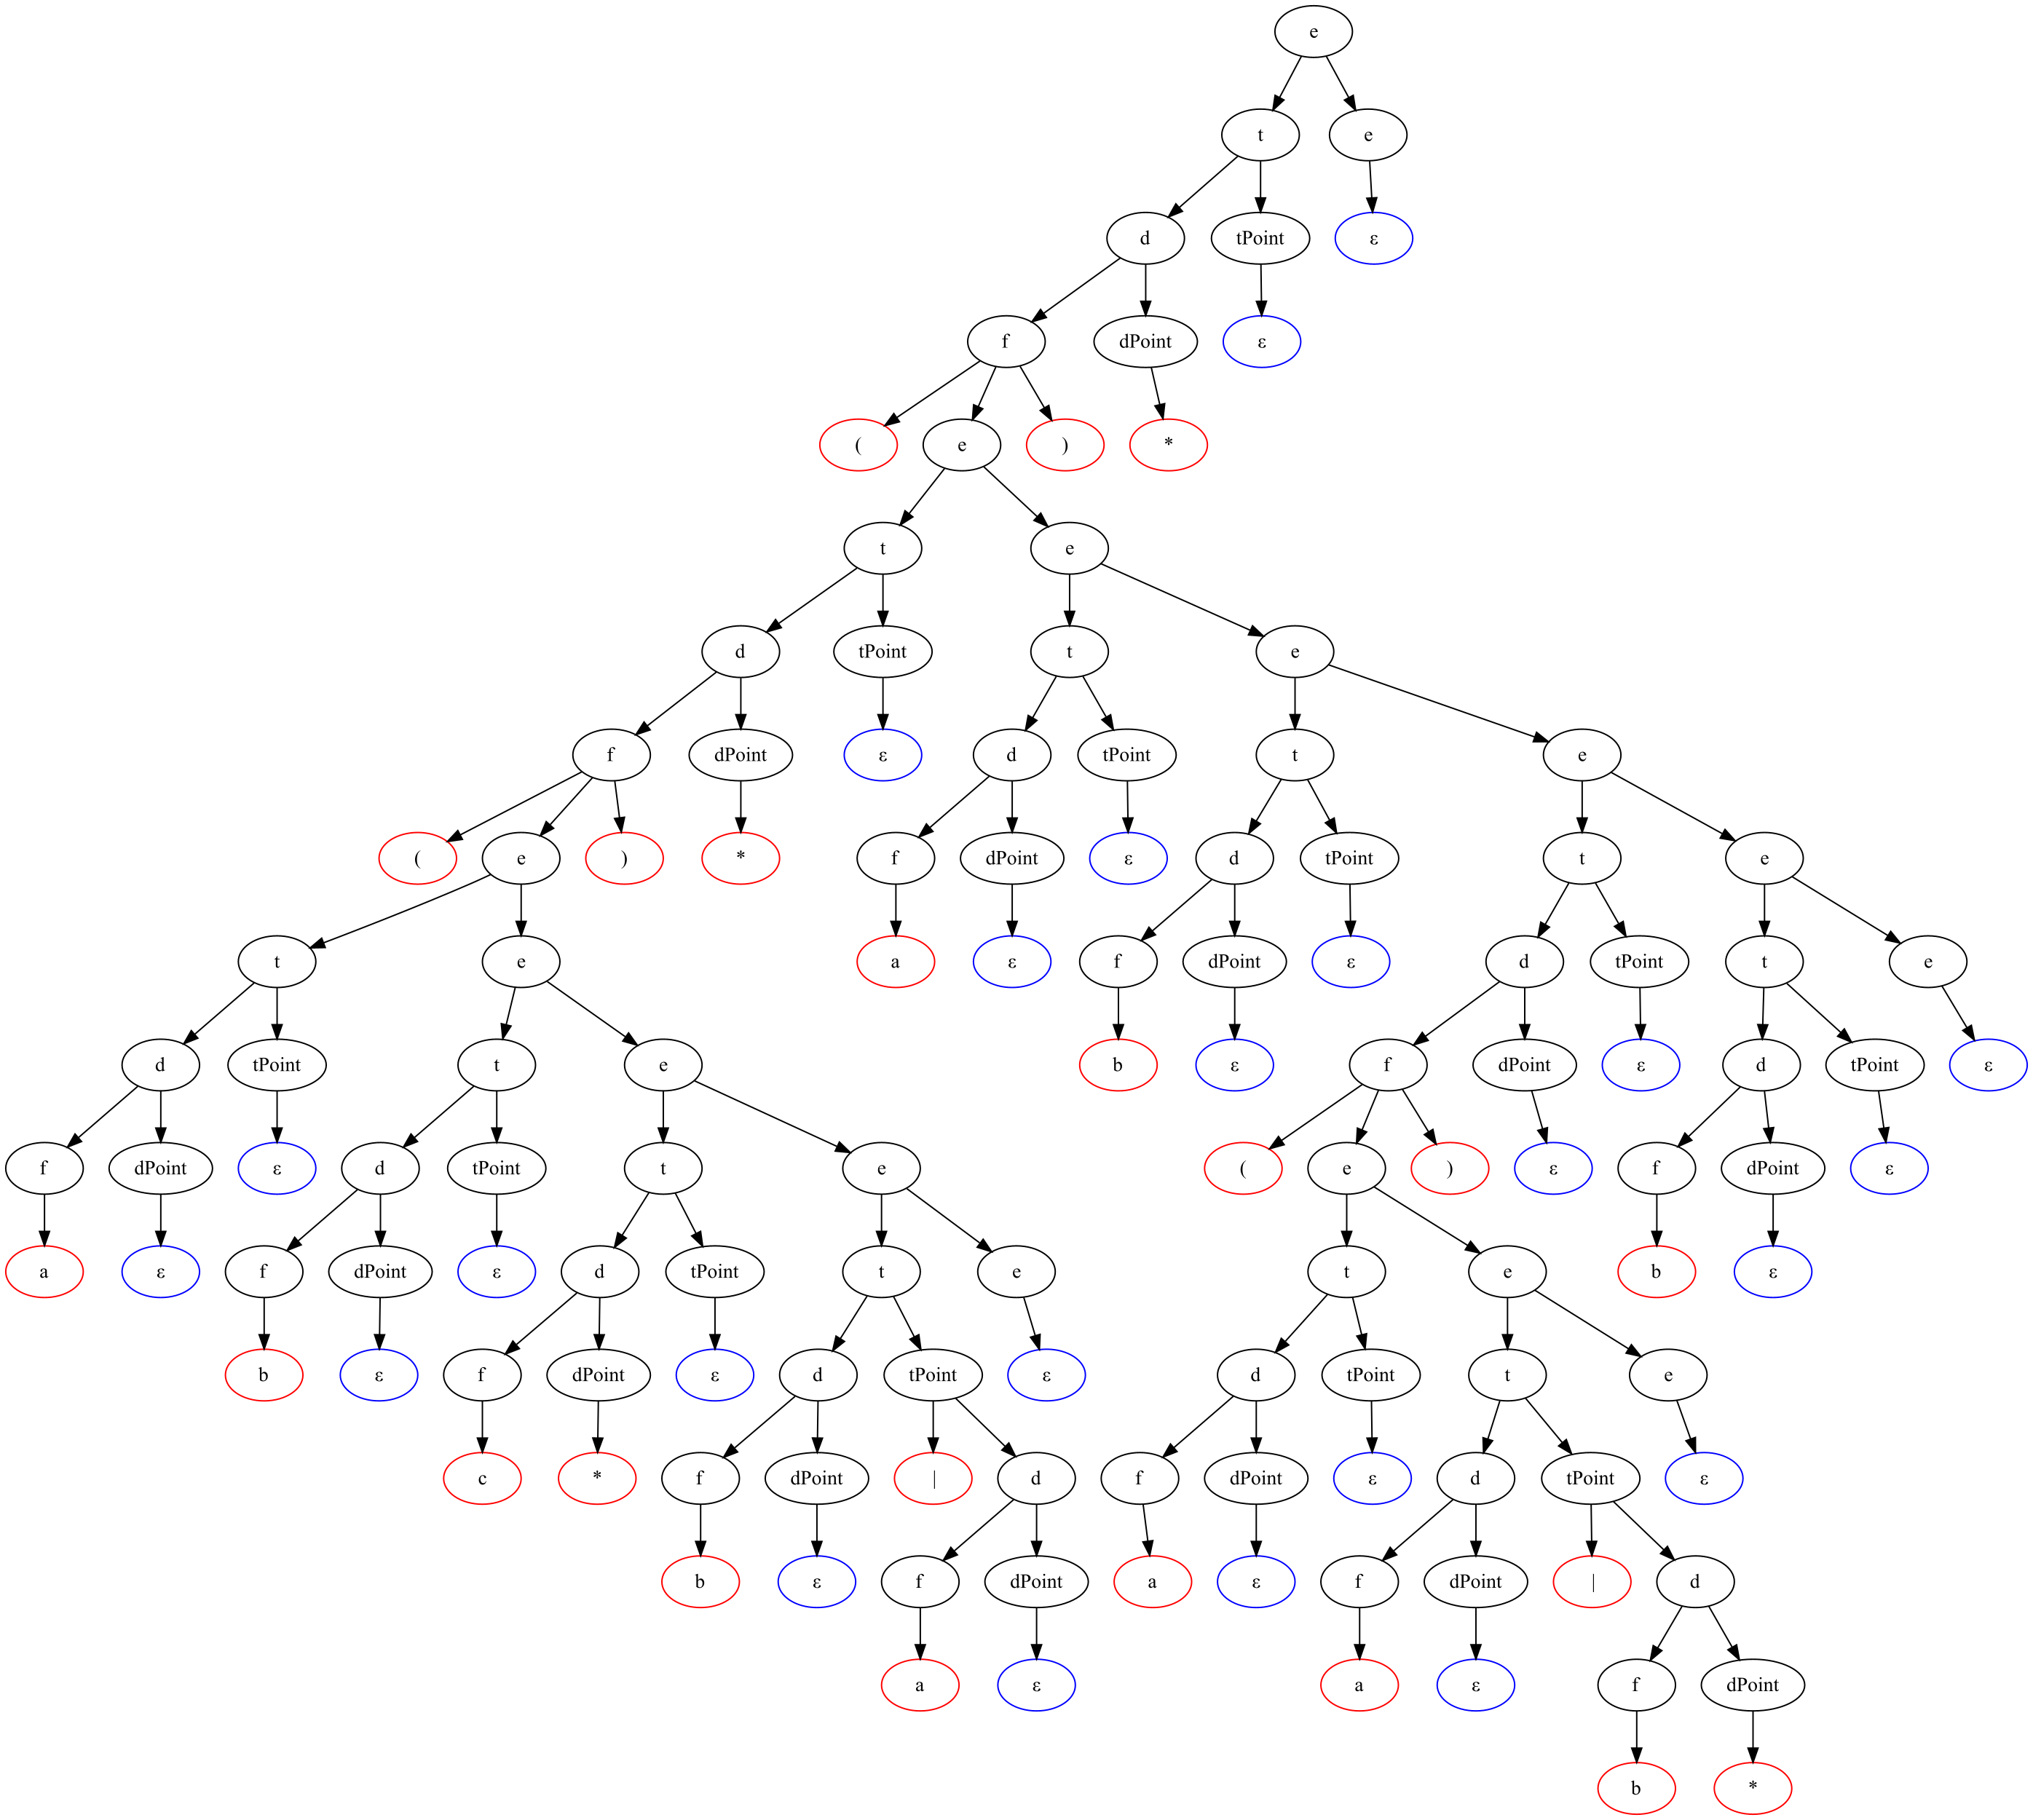 e
t e
d tPoint ε
f dPoint ε
( e ) *
t e
d tPoint t e
f dPoint ε d tPoint t e
( e ) * f dPoint ε d tPoint t e
t e a ε f dPoint ε d tPoint t e
d tPoint t e b ε f dPoint ε d tPoint ε
f dPoint ε d tPoint t e ( e ) ε f dPoint ε
a ε f dPoint ε d tPoint t e t e b ε
b ε f dPoint ε d tPoint ε d tPoint t e
c * f dPoint | d f dPoint ε d tPoint ε
b ε f dPoint a ε f dPoint | d
a ε a ε f dPoint
b *